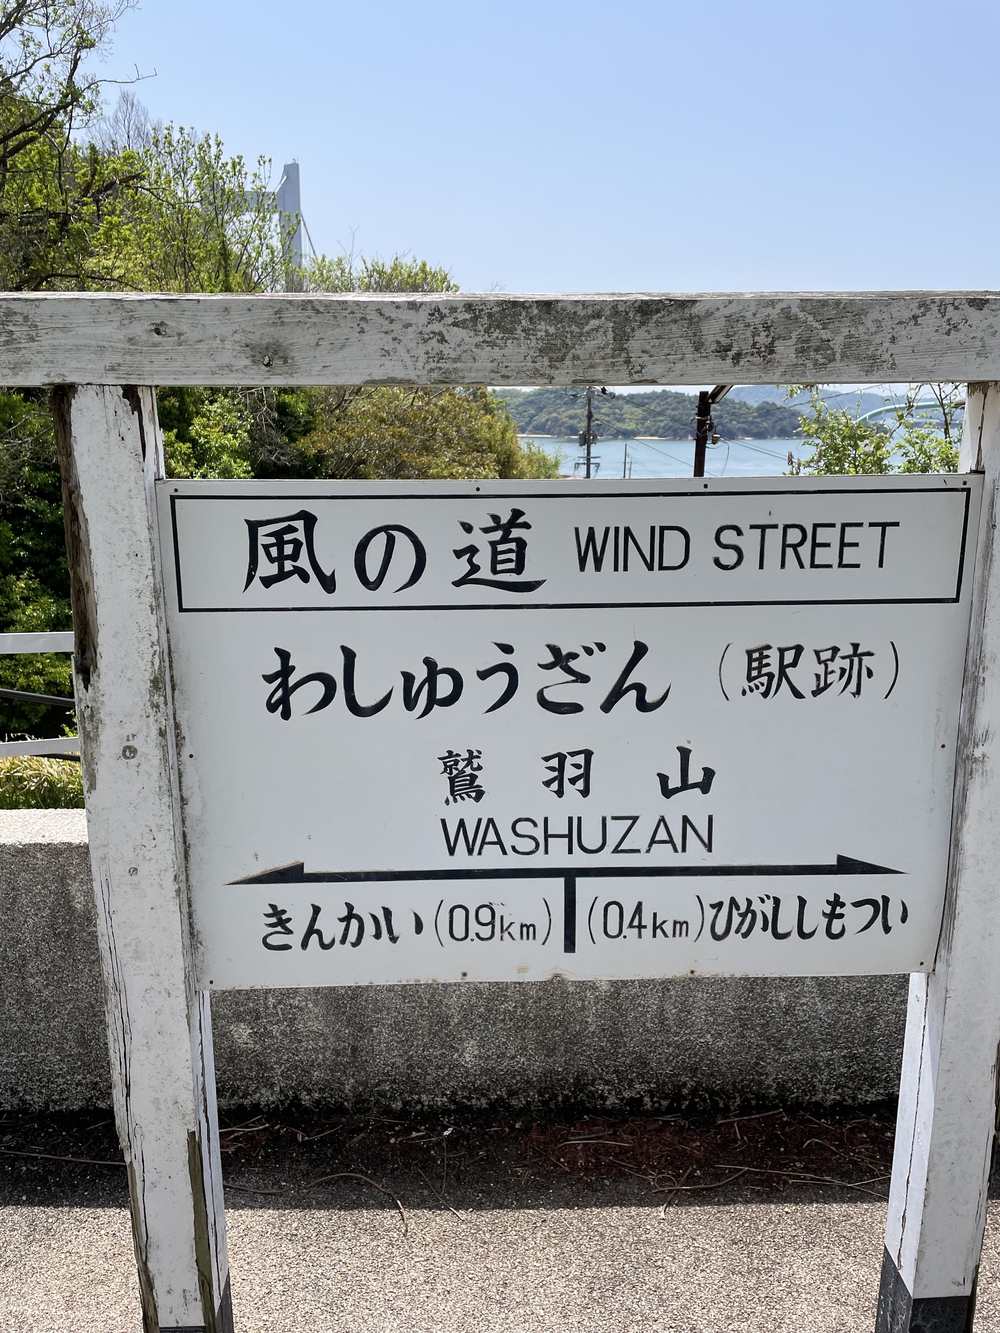 風の道 WIND STREET
わしゅうざん (駅跡)
鷲羽山
WASHUZAN
きんかい(0.9km) (0.4km)ひがししもつい